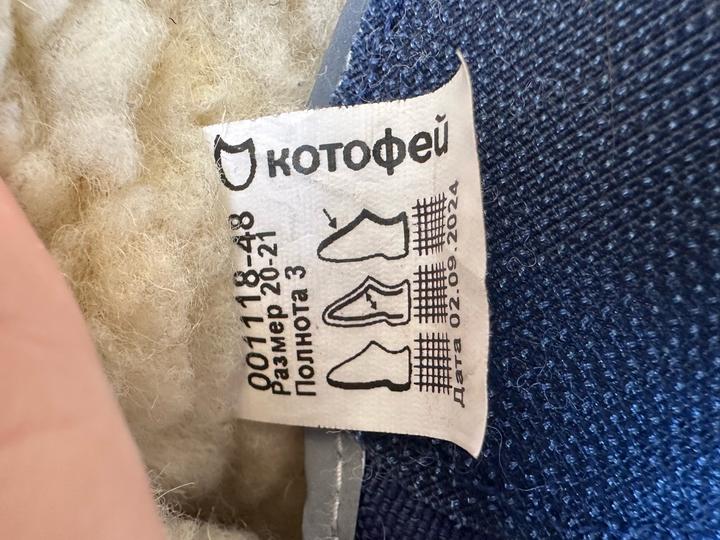 котофей
001118-48
Размер 20-21
Полнота 3
Дата 02.09.2024